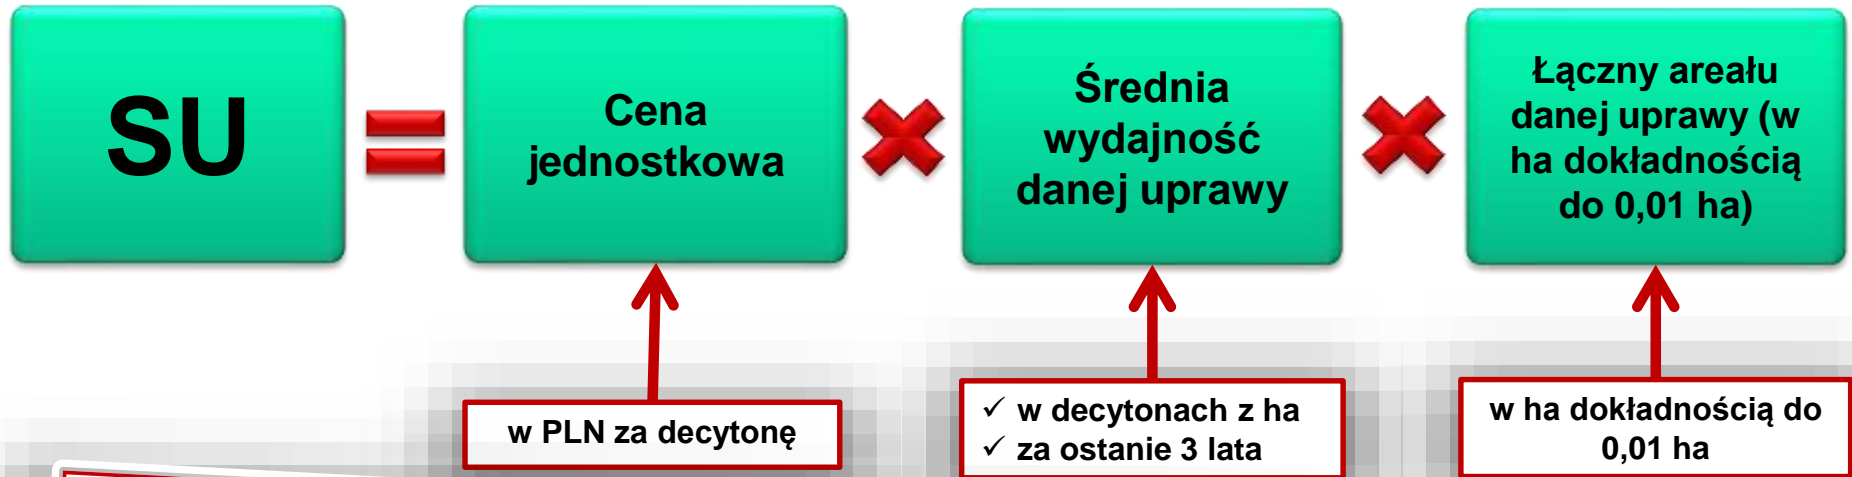 SU
Cena
jednostkowa
Średnia
wydajność
danej uprawy
Łączny areału
danej uprawy (w
ha dokładnością
do 0,01 ha)
w PLN za decytonę
✓ w decytonach z ha
✓ za ostanie 3 lata
w ha dokładnością do
0,01 ha